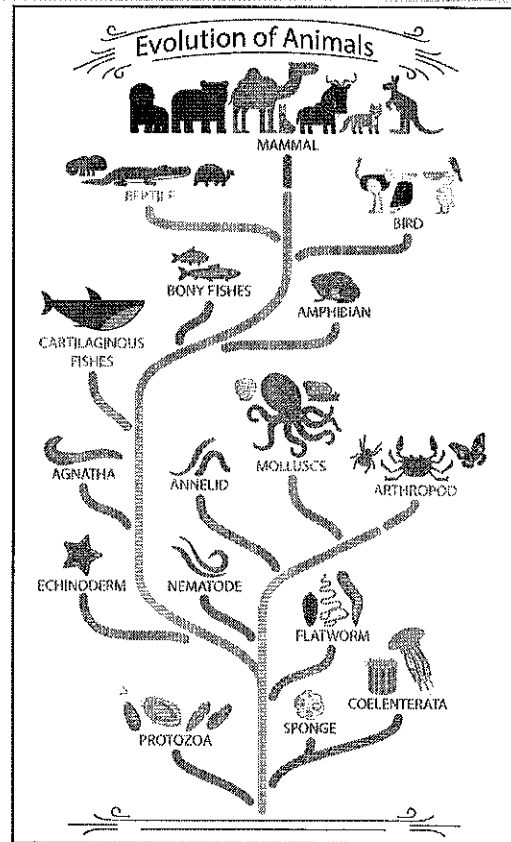 Evolution of Animals
MAMMAL
REPTILE
BIRD
BONY FISHES
AMPHIBIAN
CARTILAGINOUS
FISHES
MOLLUSCS
AGNATHA
ANNELID
ARTHROPOD
ECHINODERM
NEMATODE
FLATWORM
COELENTERATA
SPONGE
PROTOZOA